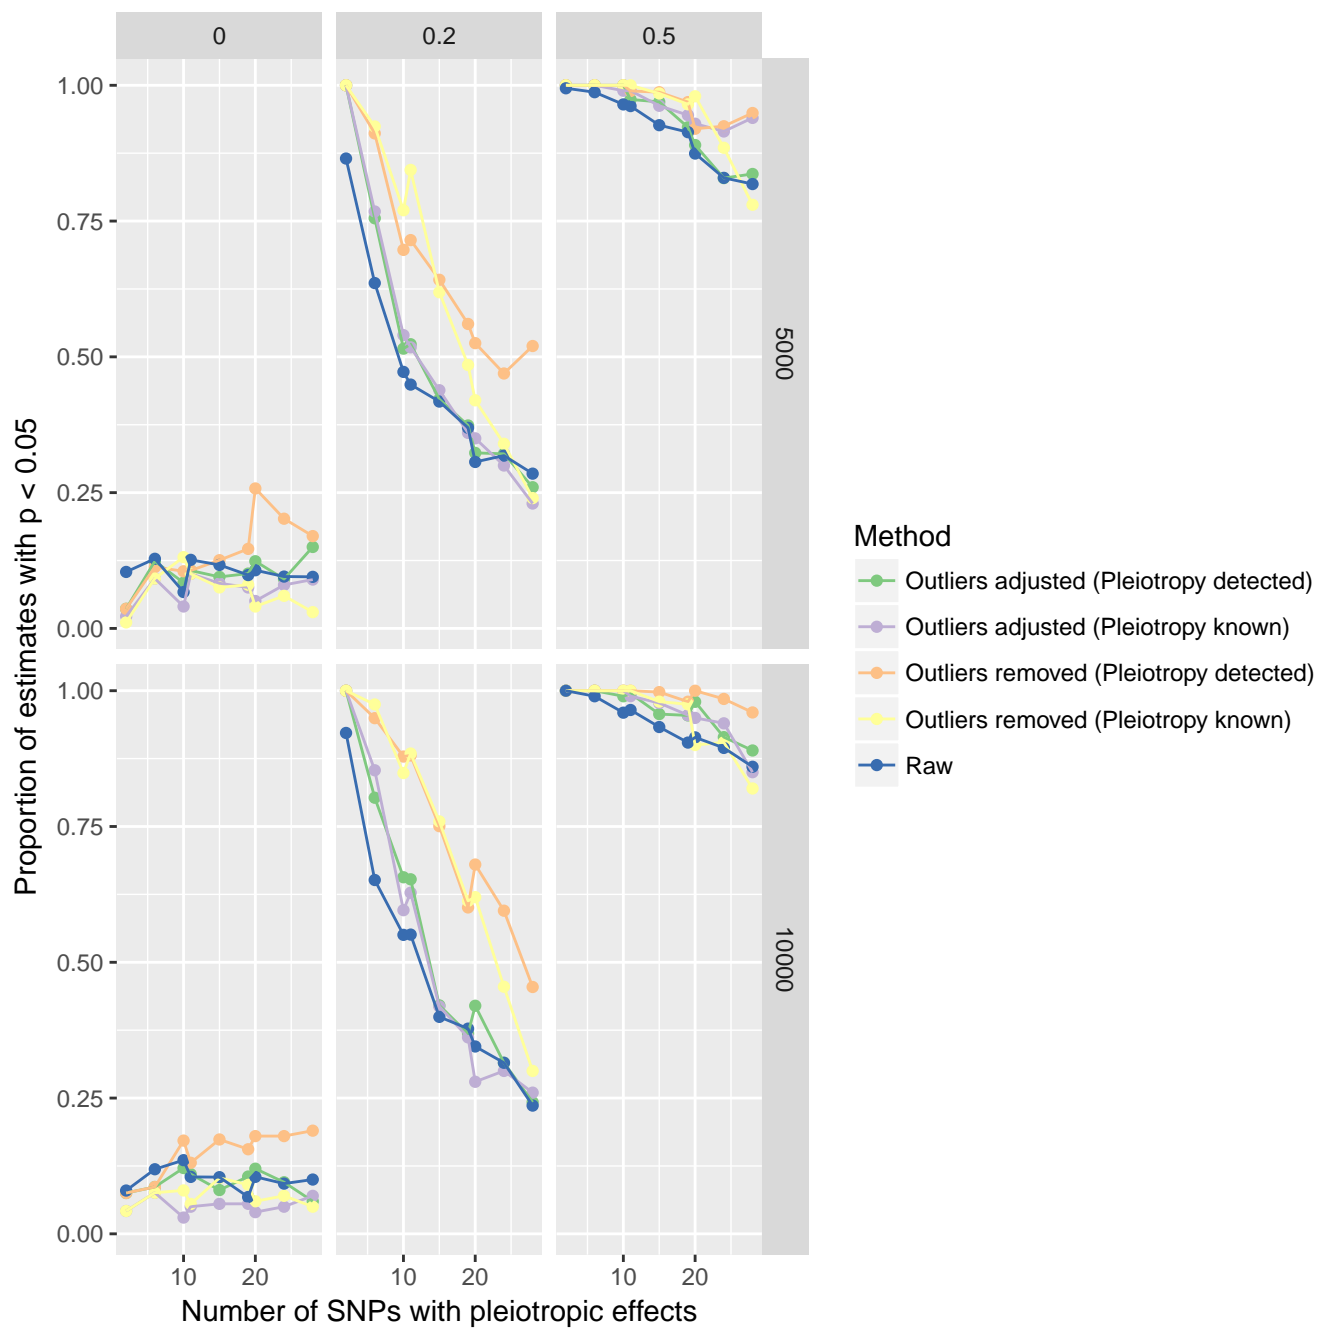 0
0.2
0.5
1.00
0.75
0.50
0.25
0.00
5000
1.00
0.75
0.50
0.25
0.00
10000
10
20
10
20
10
20
Number of SNPs with pleiotropic effects
Proportion of estimates with p < 0.05
Method
Outliers adjusted (Pleiotropy detected)
Outliers adjusted (Pleiotropy known)
Outliers removed (Pleiotropy detected)
Outliers removed (Pleiotropy known)
Raw